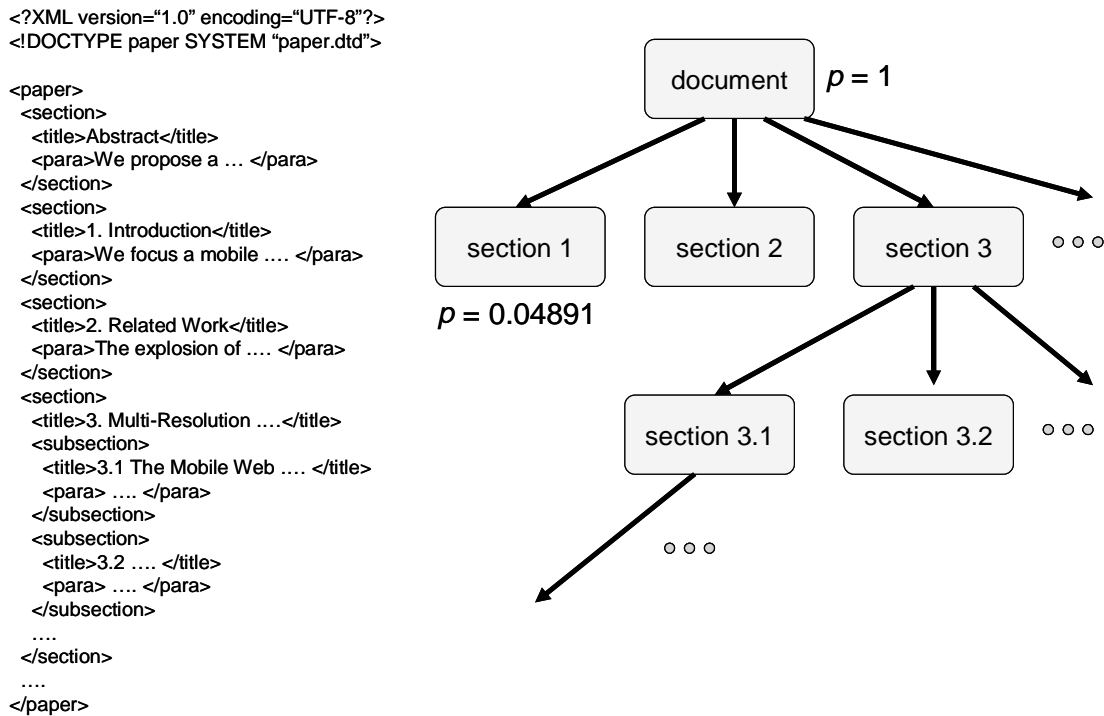 <?XML version=“1.0” encoding=“UTF-8”?>
<!DOCTYPE paper SYSTEM “paper.dtd”>
<paper>
<section>
<title>Abstract</title>
<para>We propose a … </para>
</section>
<section>
<title>1. Introduction</title>
<para>We focus a mobile …. </para>
</section>
<section>
<title>2. Related Work</title>
<para>The explosion of …. </para>
</section>
<section>
<title>3. Multi-Resolution ….</title>
<subsection>
<title>3.1 The Mobile Web …. </title>
<para> …. </para>
</subsection>
<subsection>
<title>3.2 …. </title>
<para> …. </para>
</subsection>
….
</section>
….
</paper>
document
p = 1
section 1
section 2
section 3
p = 0.04891
section 3.1
section 3.2